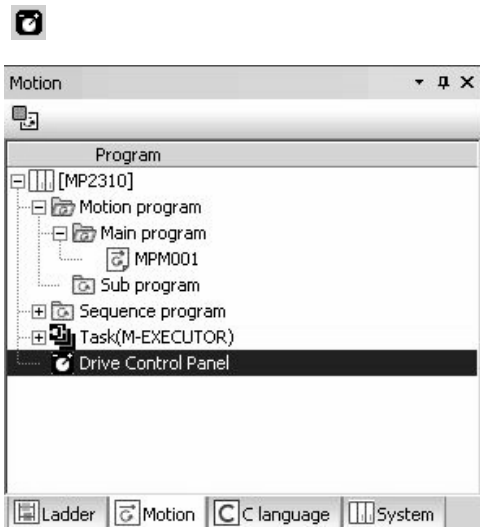 Motion
Program
[MP2310]
Motion program
Main program
MPM001
Sub program
Sequence program
Task(M-EXECUTOR)
Drive Control Panel
Ladder Motion C C language System